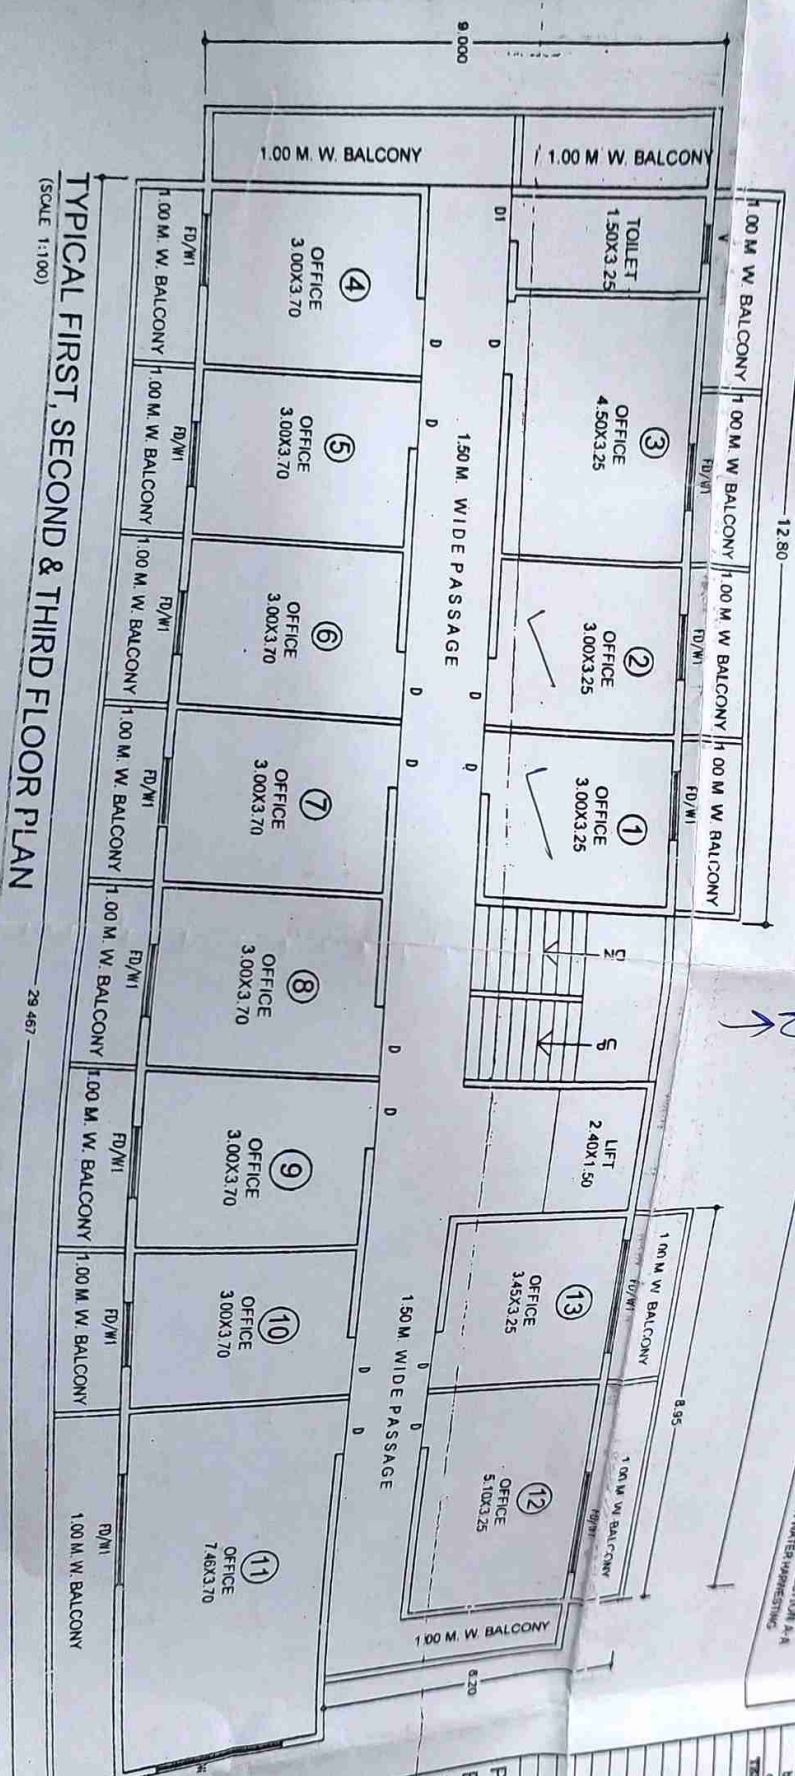 9.000
1.00 M. W. BALCONY
1.00 M W. BALCONY
1.00 M W. BALCONY
1.00 M. W. BALCONY
FD/W1
④
OFFICE
3.00X3.70
D1
TOILET
1.50X3.25
V
D
D
③
OFFICE
4.50X3.25
FD/W1
1.00 M. W BALCONY
12.80
1.00 M. W. BALCONY
FD/W1
⑤
OFFICE
3.00X3.70
D
1.50 M. WIDE PASSAGE
1.00 M. W. BALCONY
FD/W1
⑥
OFFICE
3.00X3.70
D
D
②
OFFICE
3.00X3.25
FD/W1
1.00 M. W BALCONY
1.00 M. W. BALCONY
FD/W1
⑦
OFFICE
3.00X3.70
D
D
①
OFFICE
3.00X3.25
FD/W1
1 00 M. W. BALCONY
1.00 M. W. BALCONY
FD/W1
⑧
OFFICE
3.00X3.70
D
UP
1.00 M. W. BALCONY
FD/W1
⑨
OFFICE
3.00X3.70
D
LIFT
2.40X1.50
1.00 M. W. BALCONY
FD/W1
⑩
OFFICE
3.00X3.70
D
1.50 M. WIDE PASSAGE
D
⑬
OFFICE
3.45X3.25
FD/W1
1.00 M. W. BALCONY
8.95
1.00 M. W. BALCONY
FD/W1
⑪
OFFICE
7.46X3.70
D
D
⑫
OFFICE
5.10X3.25
FD/W1
1.00 M. W. BALCONY
1.00 M. W. BALCONY
6.20
29.467
TYPICAL FIRST, SECOND & THIRD FLOOR PLAN
(SCALE 1:100)
WATER HARWESTING